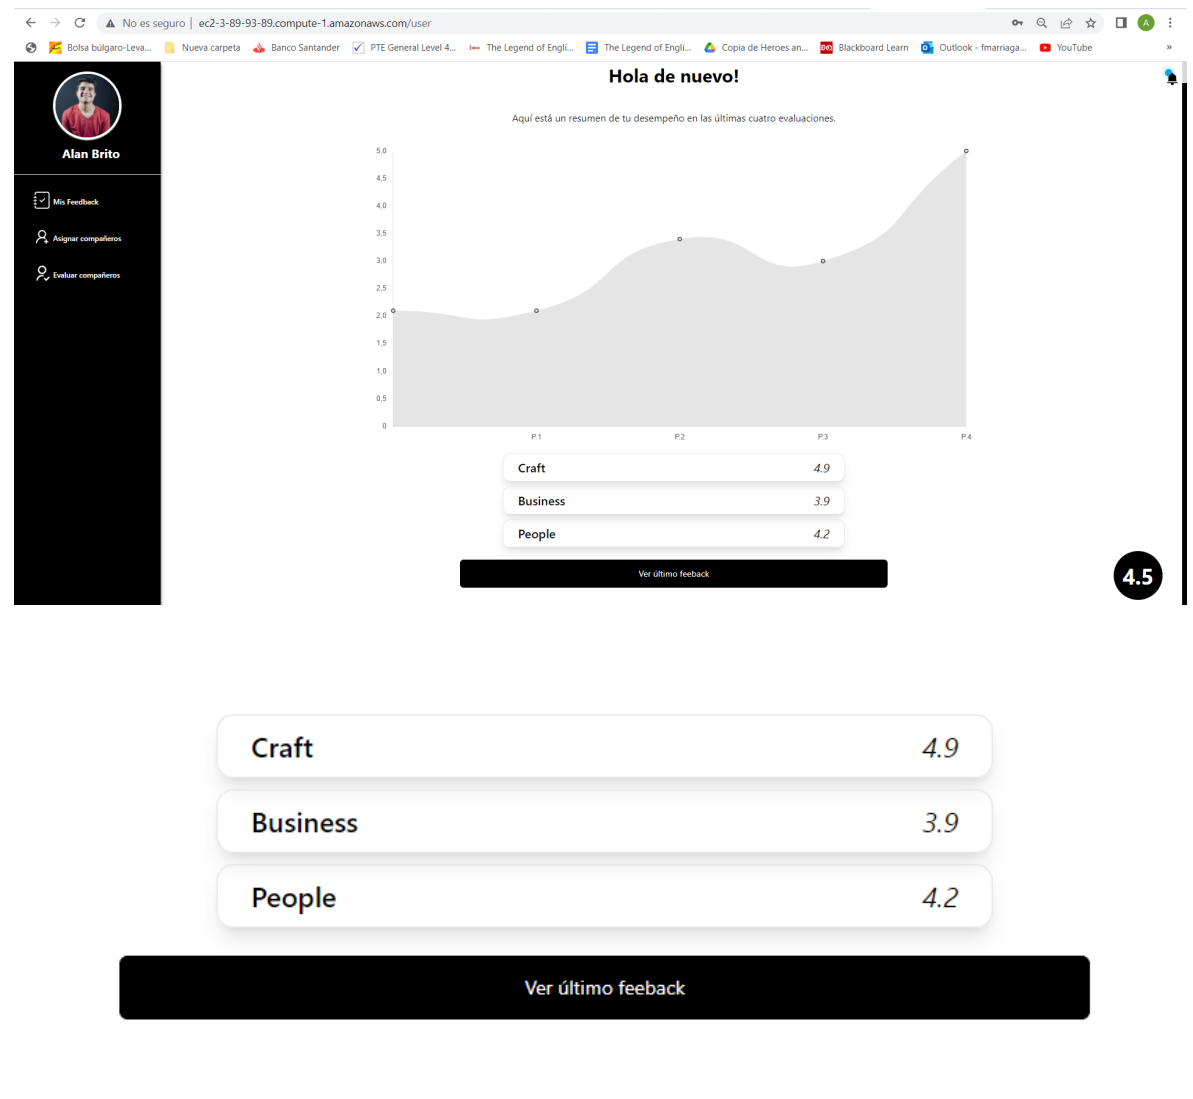 No es seguro | ec2-3-89-93-89.compute-1.amazonaws.com/user
A
Bolsa búlgaro-Leva... Nueva carpeta Banco Santander PTE General Level 4... The Legend of Engli... The Legend of Engli... Copia de Heroes an... Blackboard Learn Outlook - fmarriaga... YouTube »
Alan Brito
Mis Feedback
Asignar compañeros
Evaluar compañeros
Hola de nuevo!
Aquí está un resumen de tu desempeño en las últimas cuatro evaluaciones.
5,0
4,5
4,0
3,5
3,0
2,5
2,0
1,5
1,0
0,5
0
P.1 P.2 P.3 P.4
Craft 4.9
Business 3.9
People 4.2
Ver último feeback
4.5
Craft 4.9
Business 3.9
People 4.2
Ver último feeback